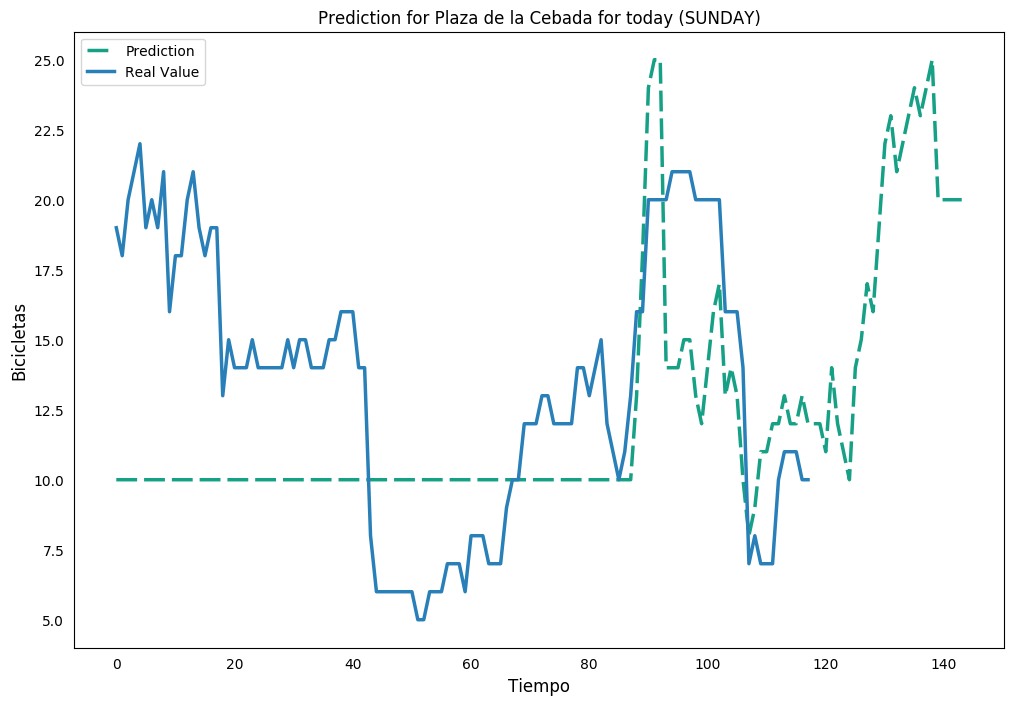 Prediction for Plaza de la Cebada for today (SUNDAY)
Prediction
Real Value
25.0
22.5
20.0
17.5
15.0
12.5
10.0
7.5
5.0
Bicicletas
0 20 40 60 80 100 120 140
Tiempo